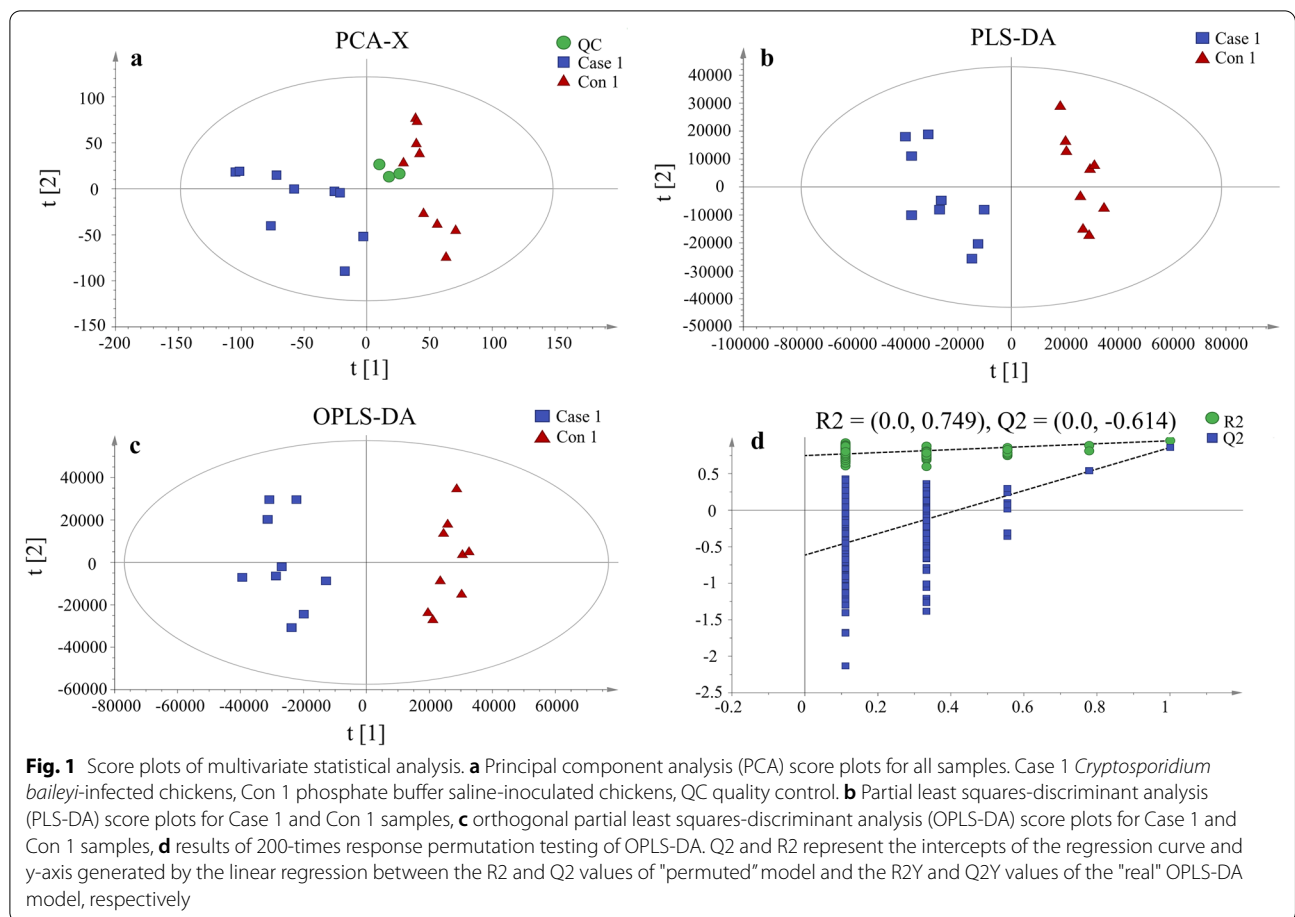 PCA-X
a
QC
Case 1
Con 1
100
50
0
-50
-100
-150
t [2]
-200
-150
-100
-50
0
50
100
150
t [1]
PLS-DA
b
Case 1
Con 1
40000
30000
20000
10000
0
-10000
-20000
-30000
-40000
-50000
t [2]
-100000 -80000 -60000 -40000 -20000 0 20000 40000 60000 80000
t [1]
OPLS-DA
c
Case 1
Con 1
40000
20000
0
-20000
-40000
-60000
t [2]
-80000 -60000 -40000 -20000 0 20000 40000 60000
t [1]
R2 = (0.0, 0.749), Q2 = (0.0, -0.614)
d
R2
Q2
0.5
0
-0.5
-1
-1.5
-2
-2.5
-0.2 0 0.2 0.4 0.6 0.8 1
Fig. 1 Score plots of multivariate statistical analysis. a Principal component analysis (PCA) score plots for all samples. Case 1 Cryptosporidium
baileyi-infected chickens, Con 1 phosphate buffer saline-inoculated chickens, QC quality control. b Partial least squares-discriminant analysis
(PLS-DA) score plots for Case 1 and Con 1 samples, c orthogonal partial least squares-discriminant analysis (OPLS-DA) score plots for Case 1 and
Con 1 samples, d results of 200-times response permutation testing of OPLS-DA. Q2 and R2 represent the intercepts of the regression curve and
y-axis generated by the linear regression between the R2 and Q2 values of "permuted" model and the R2Y and Q2Y values of the "real" OPLS-DA
model, respectively